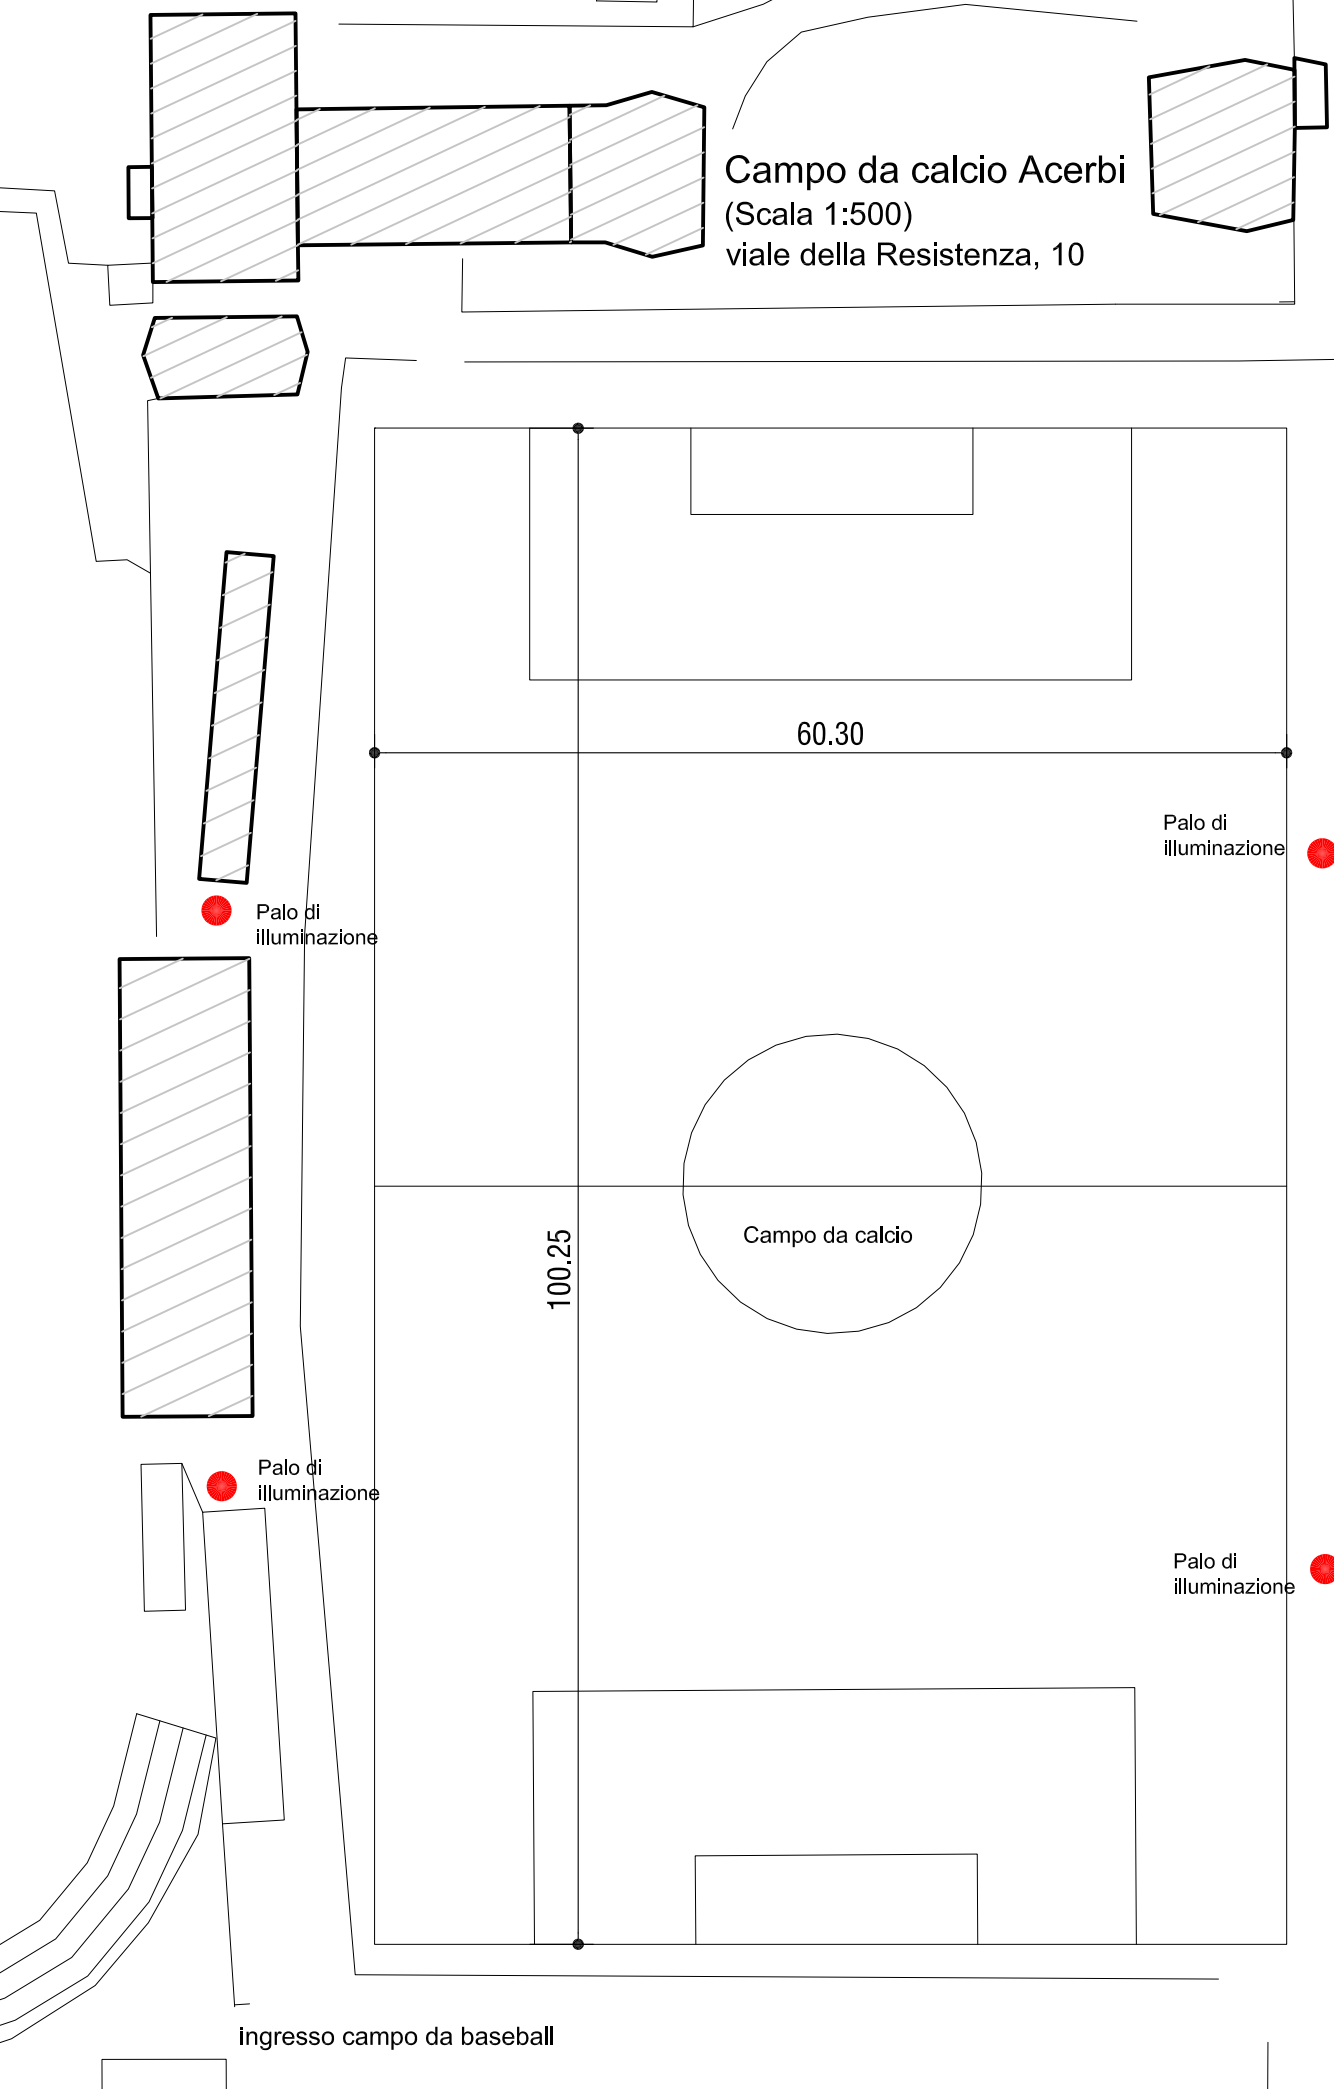 Campo da calcio Acerbi
(Scala 1:500)
viale della Resistenza, 10
60.30
Palo di
illuminazione
Palo di
illuminazione
100.25
Campo da calcio
Palo di
illuminazione
Palo di
illuminazione
ingresso campo da baseball